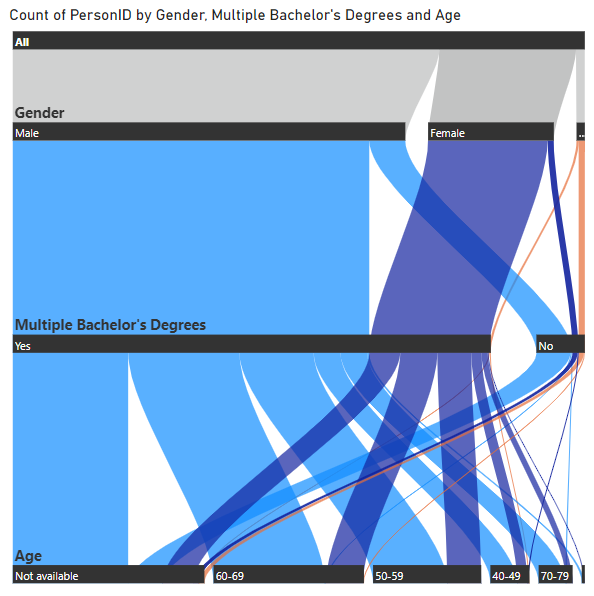 Count of PersonID by Gender, Multiple Bachelor's Degrees and Age
All
Gender
Male Female ..
Multiple Bachelor's Degrees
Yes No
Age
Not available 60-69 50-59 40-49 70-79